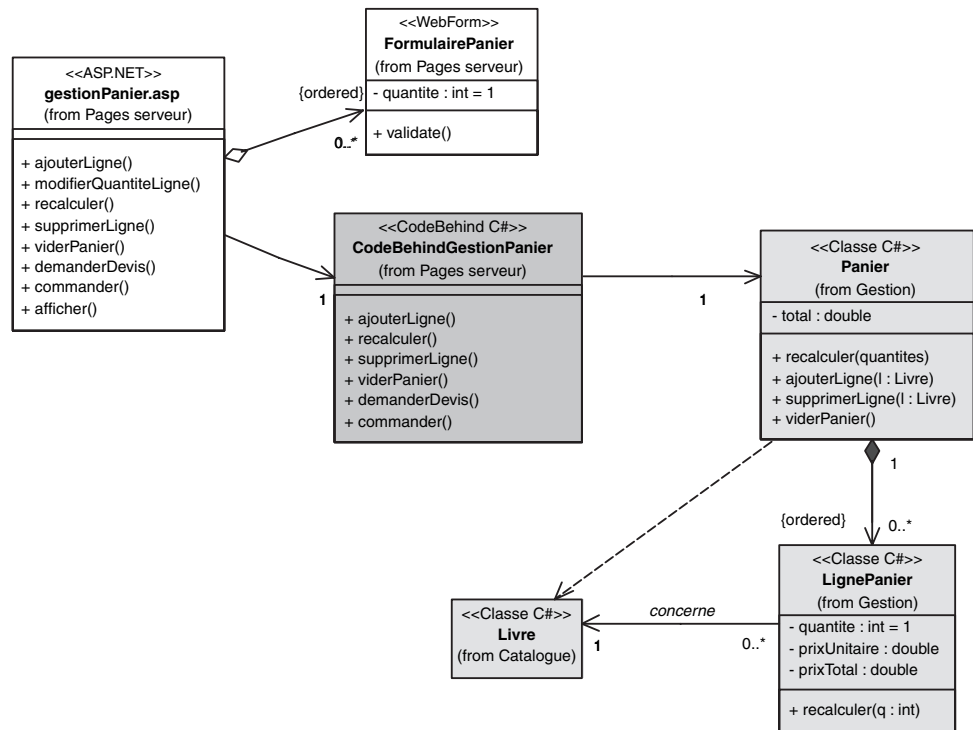 <<ASP.NET>>
gestionPanier.asp
(from Pages serveur)
+ ajouterLigne()
+ modifierQuantiteLigne()
+ recalculer()
+ supprimerLigne()
+ viderPanier()
+ demanderDevis()
+ commander()
+ afficher()
{ordered}
0..*
<<WebForm>>
FormulairePanier
(from Pages serveur)
- quantite : int = 1
+ validate()
1
<<CodeBehind C#>>
CodeBehindGestionPanier
(from Pages serveur)
+ ajouterLigne()
+ recalculer()
+ supprimerLigne()
+ viderPanier()
+ demanderDevis()
+ commander()
1
<<Classe C#>>
Panier
(from Gestion)
- total : double
+ recalculer(quantites)
+ ajouterLigne(l : Livre)
+ supprimerLigne(l : Livre)
+ viderPanier()
1
{ordered}
0..*
<<Classe C#>>
Livre
(from Catalogue)
concerne
1
0..*
<<Classe C#>>
LignePanier
(from Gestion)
- quantite : int = 1
- prixUnitaire : double
- prixTotal : double
+ recalculer(q : int)